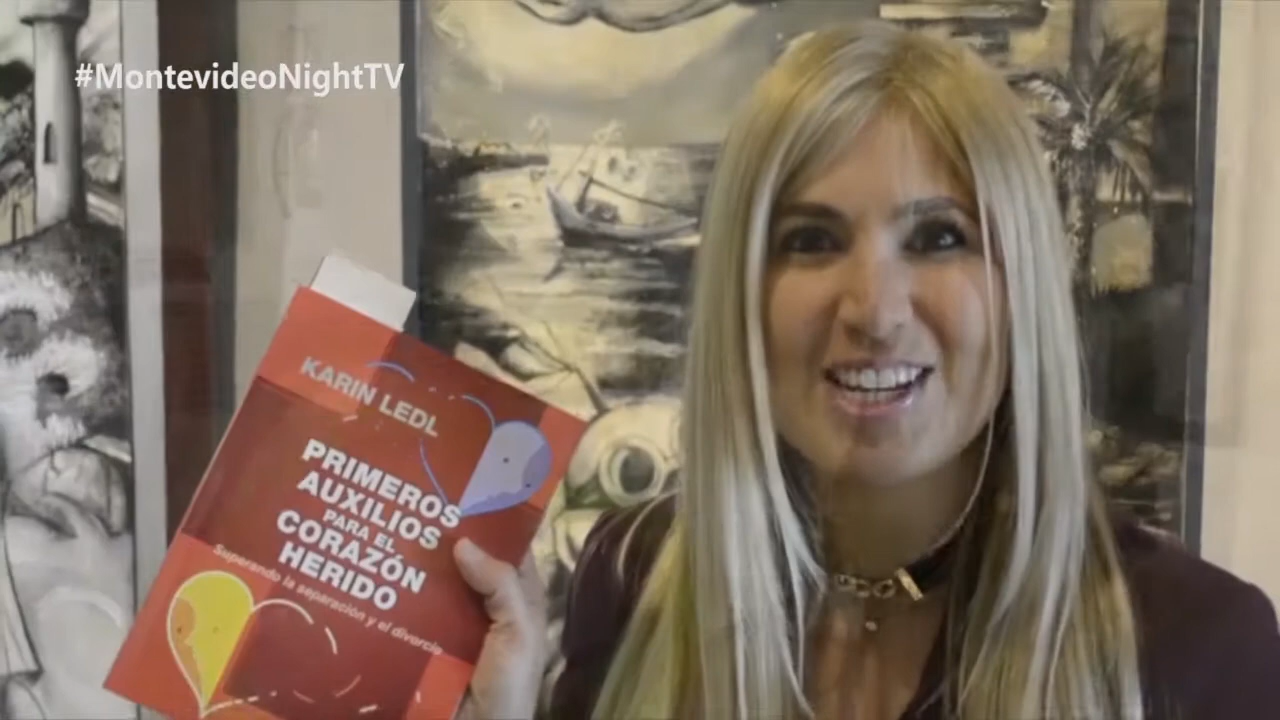 #MontevideoNightTV
KARIN LEDL
PRIMEROS
AUXILIOS
PARA EL
CORAZÓN
HERIDO
Superando la separación y el divorcio